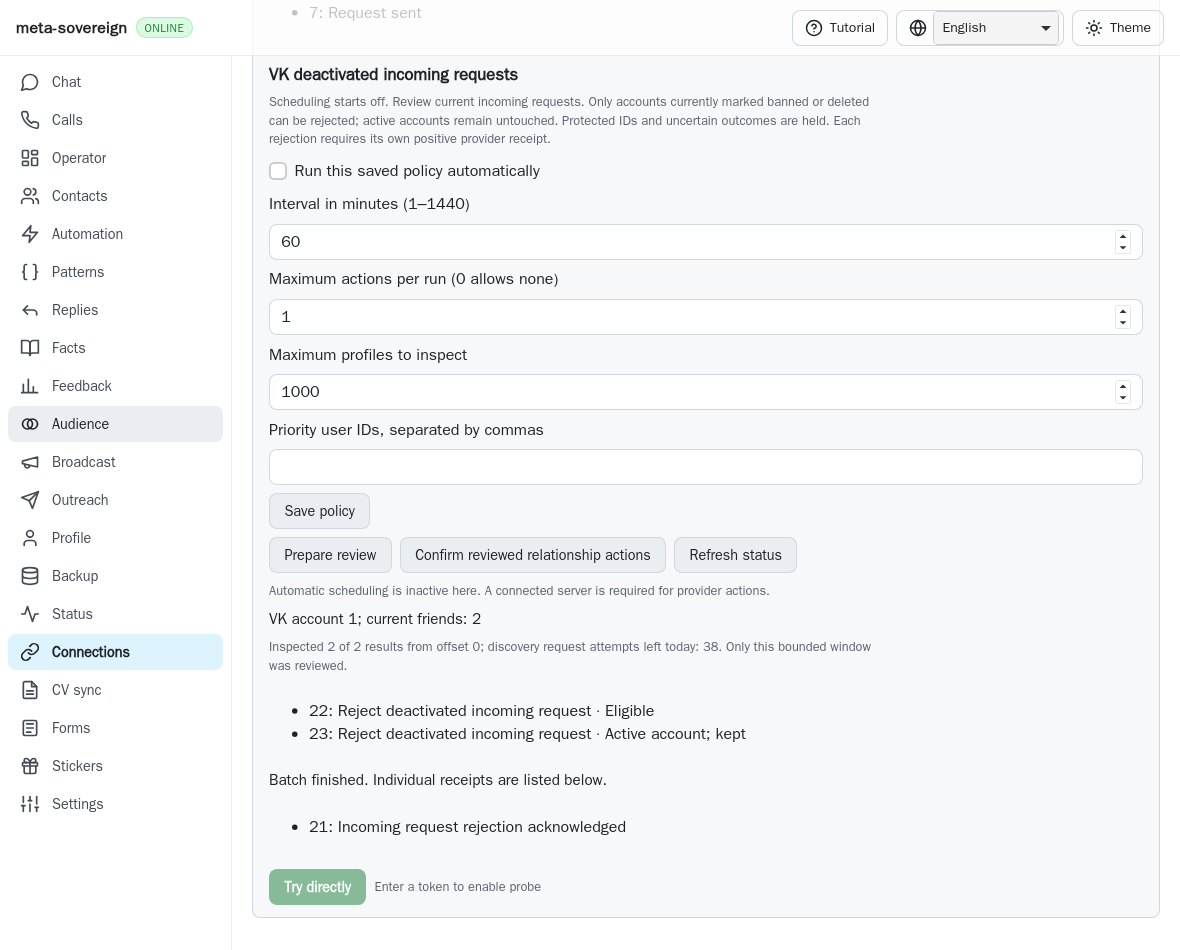 meta-sovereign ONLINE
7: Request sent
Tutorial
English
Theme
Chat
Calls
Operator
Contacts
Automation
Patterns
Replies
Facts
Feedback
Audience
Broadcast
Outreach
Profile
Backup
Status
Connections
CV sync
Forms
Stickers
Settings
VK deactivated incoming requests
Scheduling starts off. Review current incoming requests. Only accounts currently marked banned or deleted
can be rejected; active accounts remain untouched. Protected IDs and uncertain outcomes are held. Each
rejection requires its own positive provider receipt.
Run this saved policy automatically
Interval in minutes (1–1440)
60
Maximum actions per run (0 allows none)
1
Maximum profiles to inspect
1000
Priority user IDs, separated by commas
Save policy
Prepare review
Confirm reviewed relationship actions
Refresh status
Automatic scheduling is inactive here. A connected server is required for provider actions.
VK account 1; current friends: 2
Inspected 2 of 2 results from offset 0; discovery request attempts left today: 38. Only this bounded window
was reviewed.
22: Reject deactivated incoming request · Eligible
23: Reject deactivated incoming request · Active account; kept
Batch finished. Individual receipts are listed below.
21: Incoming request rejection acknowledged
Try directly
Enter a token to enable probe